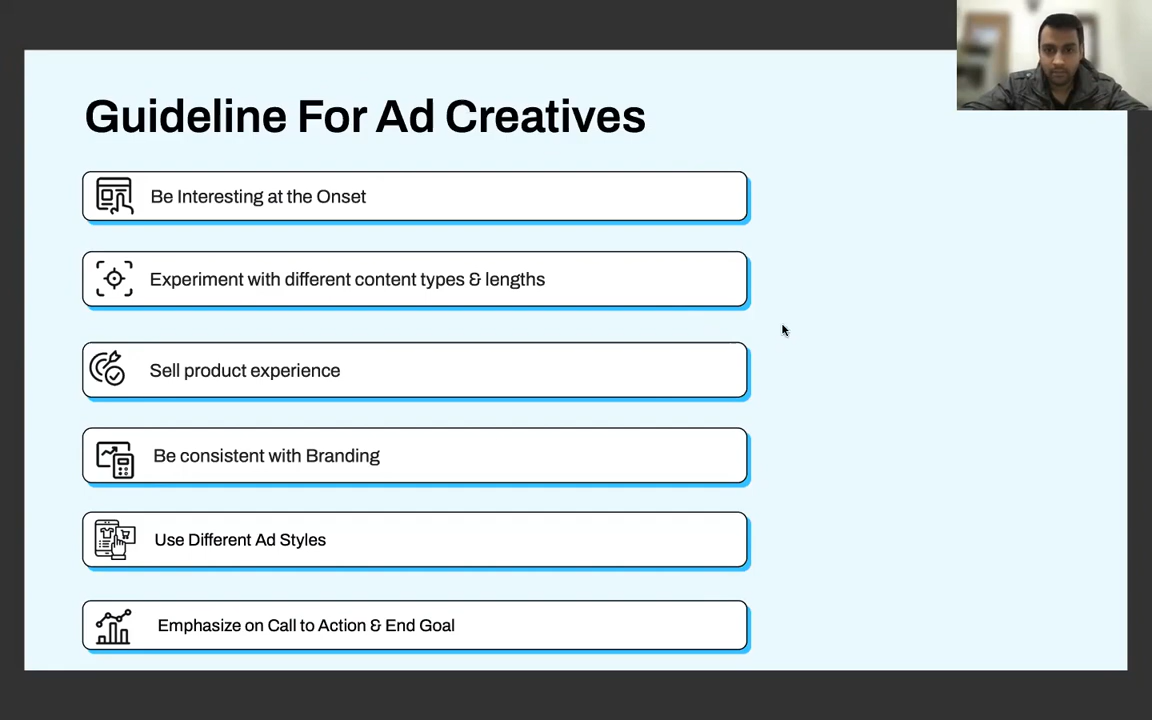 Guideline For Ad Creatives
Be Interesting at the Onset
Experiment with different content types & lengths
Sell product experience
Be consistent with Branding
Use Different Ad Styles
Emphasize on Call to Action & End Goal